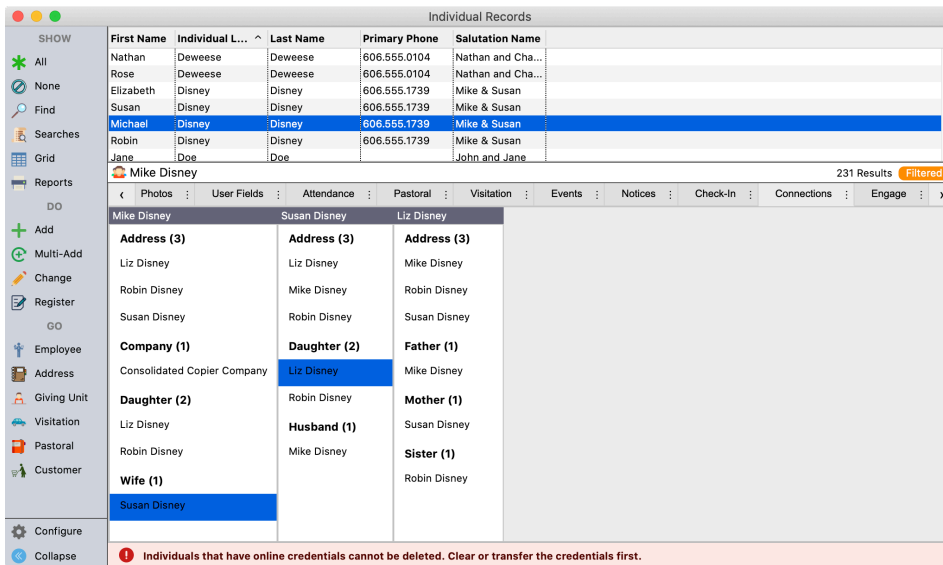 Individual Records
SHOW
All
None
Find
Searches
Grid
Reports
DO
Add
Multi-Add
Change
Register
GO
Employee
Address
Giving Unit
Visitation
Pastoral
Customer
Configure
Collapse
First Name Individual L... ^ Last Name Primary Phone Salutation Name
Nathan Deweese Deweese 606.555.0104 Nathan and Cha...
Rose Deweese Deweese 606.555.0104 Nathan and Cha...
Elizabeth Disney Disney 606.555.1739 Mike & Susan
Susan Disney Disney 606.555.1739 Mike & Susan
Michael Disney Disney 606.555.1739 Mike & Susan
Robin Disney Disney 606.555.1739 Mike & Susan
Jane Doe Doe John and Jane
Mike Disney 231 Results Filtered
‹ Photos ⋮ User Fields ⋮ Attendance ⋮ Pastoral ⋮ Visitation ⋮ Events ⋮ Notices ⋮ Check-In ⋮ Connections ⋮ Engage ⋮ ›
Mike Disney
Address (3)
Liz Disney
Robin Disney
Susan Disney
Company (1)
Consolidated Copier Company
Daughter (2)
Liz Disney
Robin Disney
Wife (1)
Susan Disney
Susan Disney
Address (3)
Liz Disney
Mike Disney
Robin Disney
Daughter (2)
Liz Disney
Robin Disney
Husband (1)
Mike Disney
Liz Disney
Address (3)
Mike Disney
Robin Disney
Susan Disney
Father (1)
Mike Disney
Mother (1)
Susan Disney
Sister (1)
Robin Disney
Individuals that have online credentials cannot be deleted. Clear or transfer the credentials first.